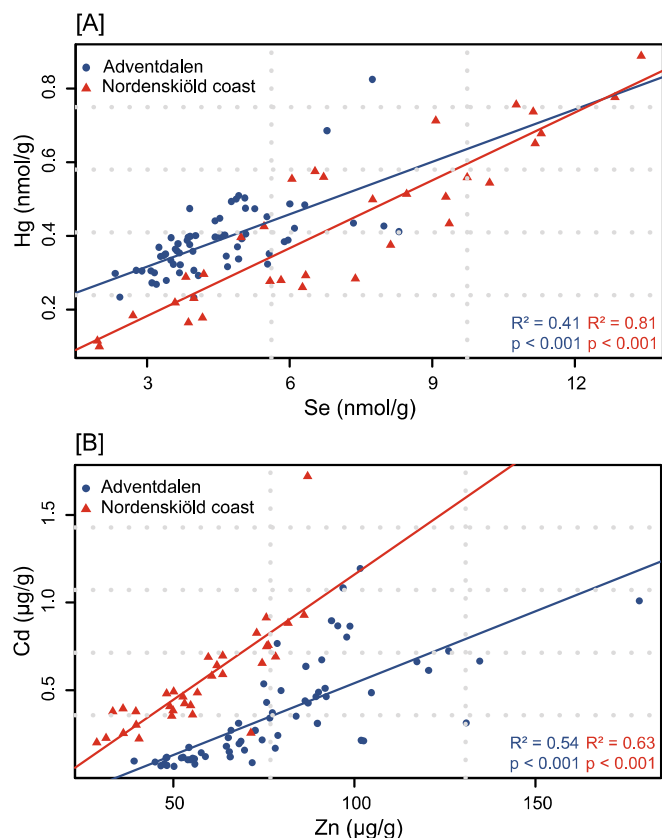 [A]
Adventdalen
Nordenskiöld coast
0.8
0.6
0.4
0.2
Hg (nmol/g)
R² = 0.41 R² = 0.81
p < 0.001 p < 0.001
3 6 9 12
Se (nmol/g)
[B]
Adventdalen
Nordenskiöld coast
1.5
1.0
0.5
Cd (µg/g)
R² = 0.54 R² = 0.63
p < 0.001 p < 0.001
50 100 150
Zn (µg/g)